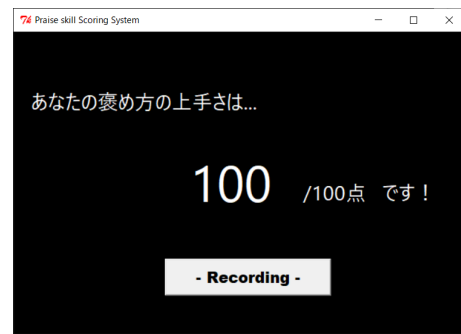 Praise skill Scoring System
あなたの褒め方の上手さは...
100 /100点 です！
- Recording -